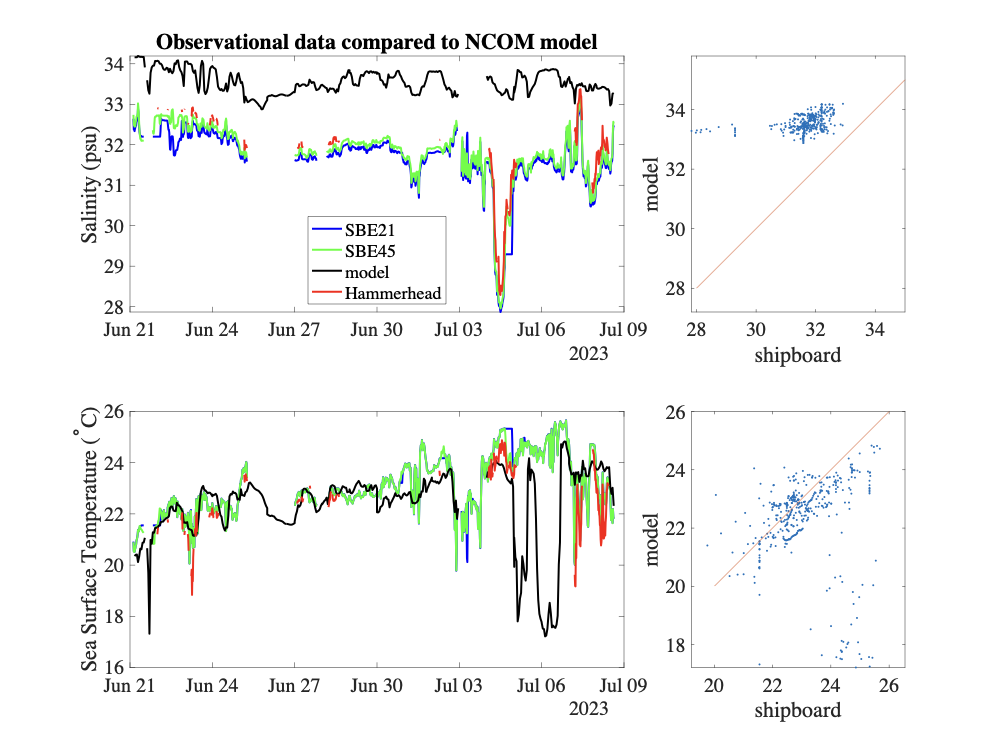 Observational data compared to NCOM model
34
33
32
31
30
29
28
Salinity (psu)
SBE21
SBE45
model
Hammerhead
Jun 21 Jun 24 Jun 27 Jun 30 Jul 03 Jul 06 Jul 09
2023
34
32
30
28
model
28 30 32 34
shipboard
26
24
22
20
18
16
Sea Surface Temperature (°C)
Jun 21 Jun 24 Jun 27 Jun 30 Jul 03 Jul 06 Jul 09
2023
26
24
22
20
18
model
20 22 24 26
shipboard